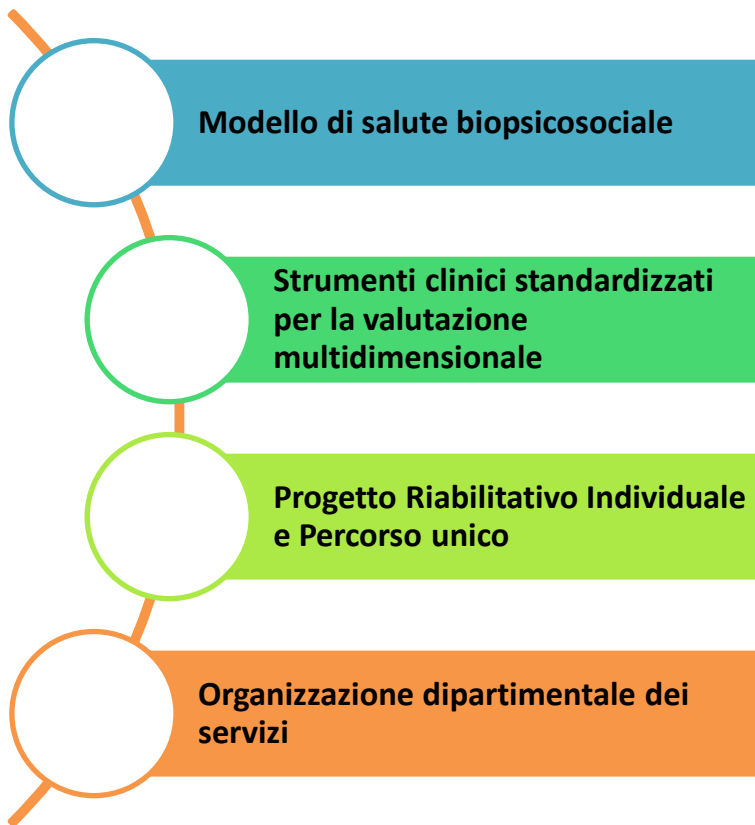 Modello di salute biopsicosociale
Strumenti clinici standardizzati
per la valutazione
multidimensionale
Progetto Riabilitativo Individuale
e Percorso unico
Organizzazione dipartimentale dei
servizi